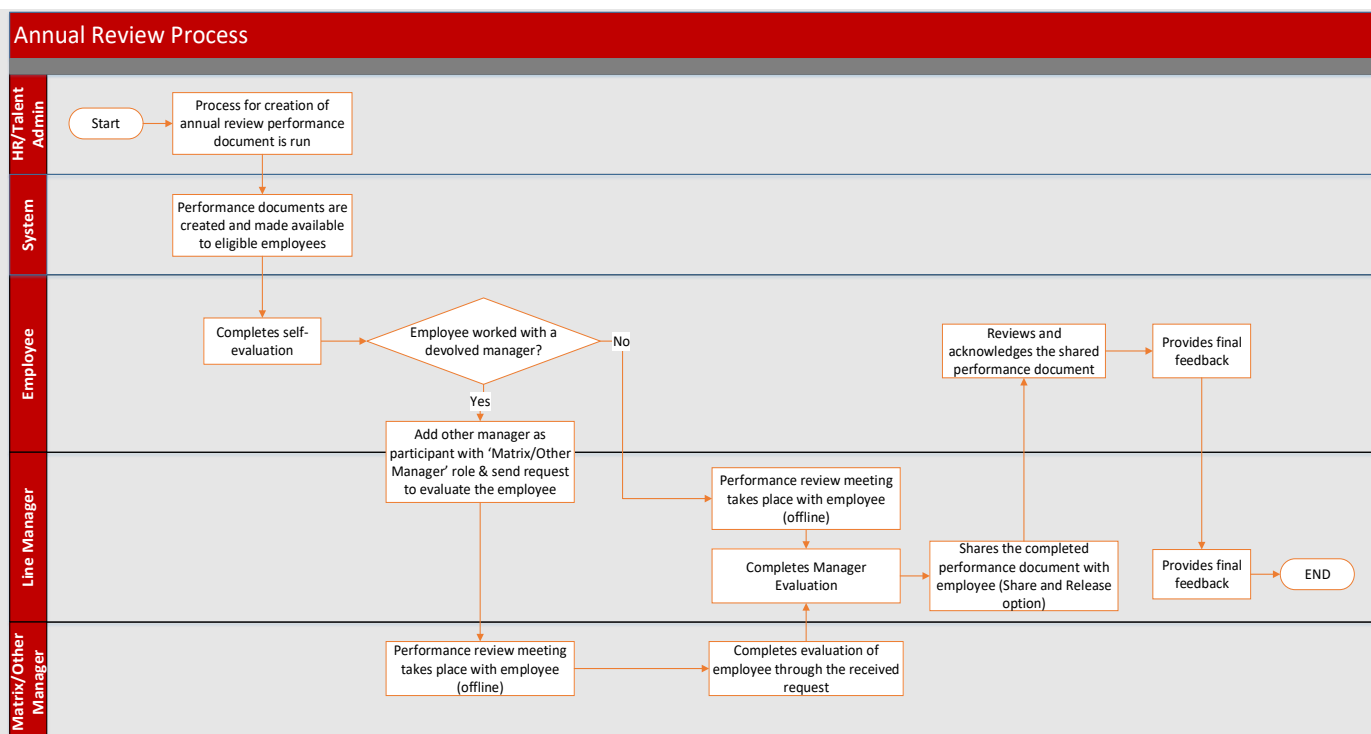 Annual Review Process
HR/Talent
Admin
Start
Process for creation of
annual review performance
document is run
System
Performance documents are
created and made available
to eligible employees
Employee
Completes self-
evaluation
Employee worked with a
devolved manager?
No
Yes
Reviews and
acknowledges the shared
performance document
Provides final
feedback
Add other manager as
participant with ‘Matrix/Other
Manager’ role & send request
to evaluate the employee
Line Manager
Performance review meeting
takes place with employee
(offline)
Completes Manager
Evaluation
Shares the completed
performance document with
employee (Share and Release
option)
Provides final
feedback
END
Matrix/Other
Manager
Performance review meeting
takes place with employee
(offline)
Completes evaluation of
employee through the received
request